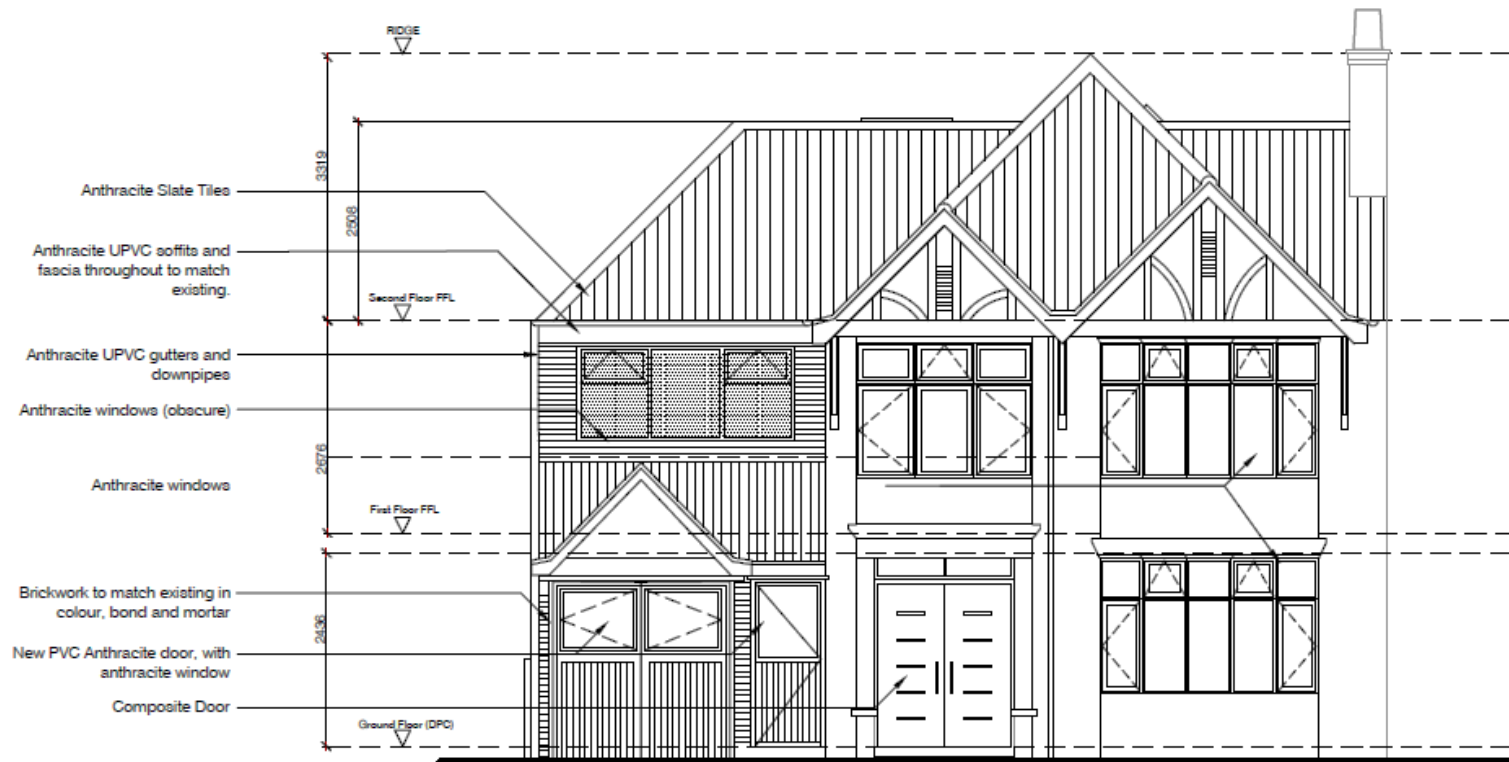 RIDGE
3319
2508
Anthracite Slate Tiles
Anthracite UPVC soffits and
fascia throughout to match
existing.
Second Floor FFL
Anthracite UPVC gutters and
downpipes
Anthracite windows (obscure)
2676
Anthracite windows
First Floor FFL
Brickwork to match existing in
colour, bond and mortar
2436
New PVC Anthracite door, with
anthracite window
Composite Door
Ground Floor (DPC)